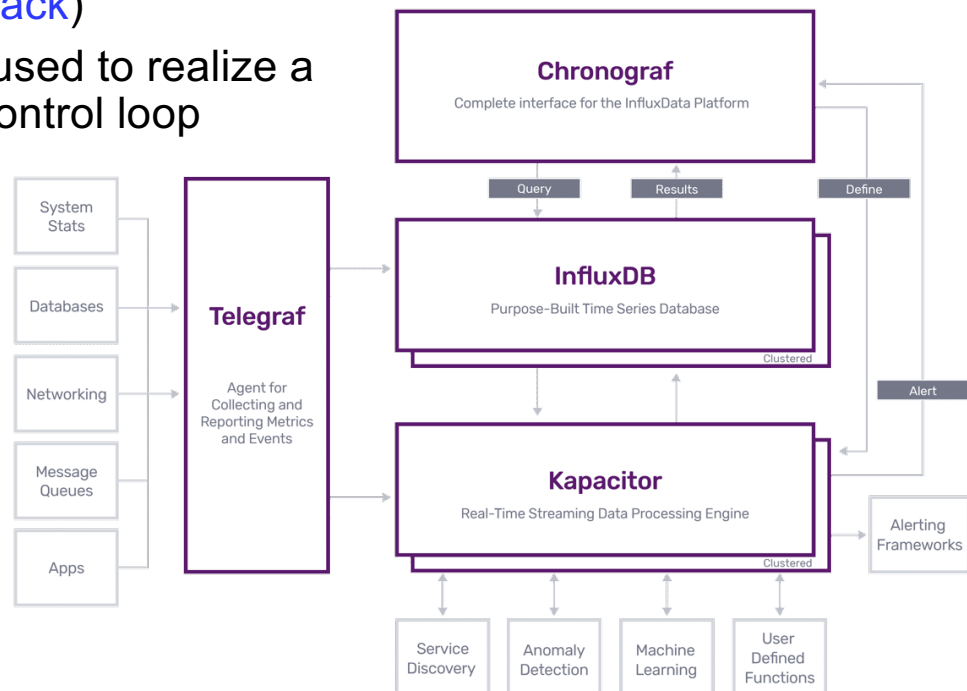 ack)
used to realize a
ontrol loop
Chronograf
Complete interface for the InfluxData Platform
Query
Results
Define
System
Stats
Databases
Networking
Message
Queues
Apps
Telegraf
Agent for
Collecting and
Reporting Metrics
and Events
InfluxDB
Purpose-Built Time Series Database
Clustered
Alert
Kapacitor
Real-Time Streaming Data Processing Engine
Clustered
Alerting
Frameworks
Service
Discovery
Anomaly
Detection
Machine
Learning
User
Defined
Functions